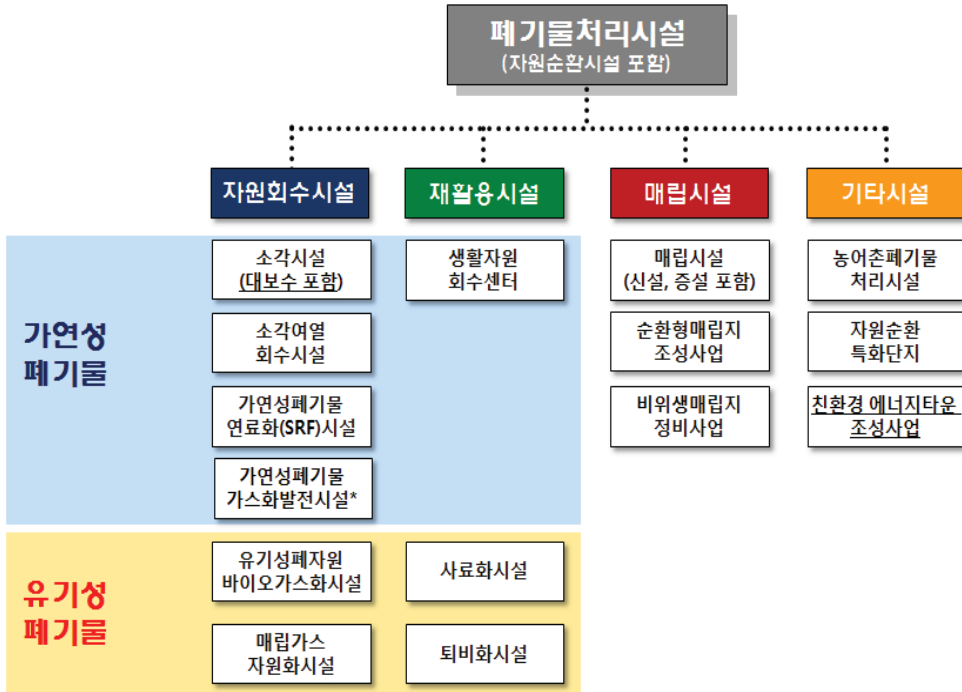 폐기물처리시설
(자원순환시설 포함)
자원회수시설
재활용시설
매립시설
기타시설
가연성
폐기물
소각시설
(대보수 포함)
소각여열
회수시설
가연성폐기물
연료화(SRF)시설
가연성폐기물
가스화발전시설*
생활자원
회수센터
매립시설
(신설, 증설 포함)
순환형매립지
조성사업
비위생매립지
정비사업
농어촌폐기물
처리시설
자원순환
특화단지
친환경 에너지타운
조성사업
유기성
폐기물
유기성폐자원
바이오가스화시설
매립가스
자원화시설
사료화시설
퇴비화시설